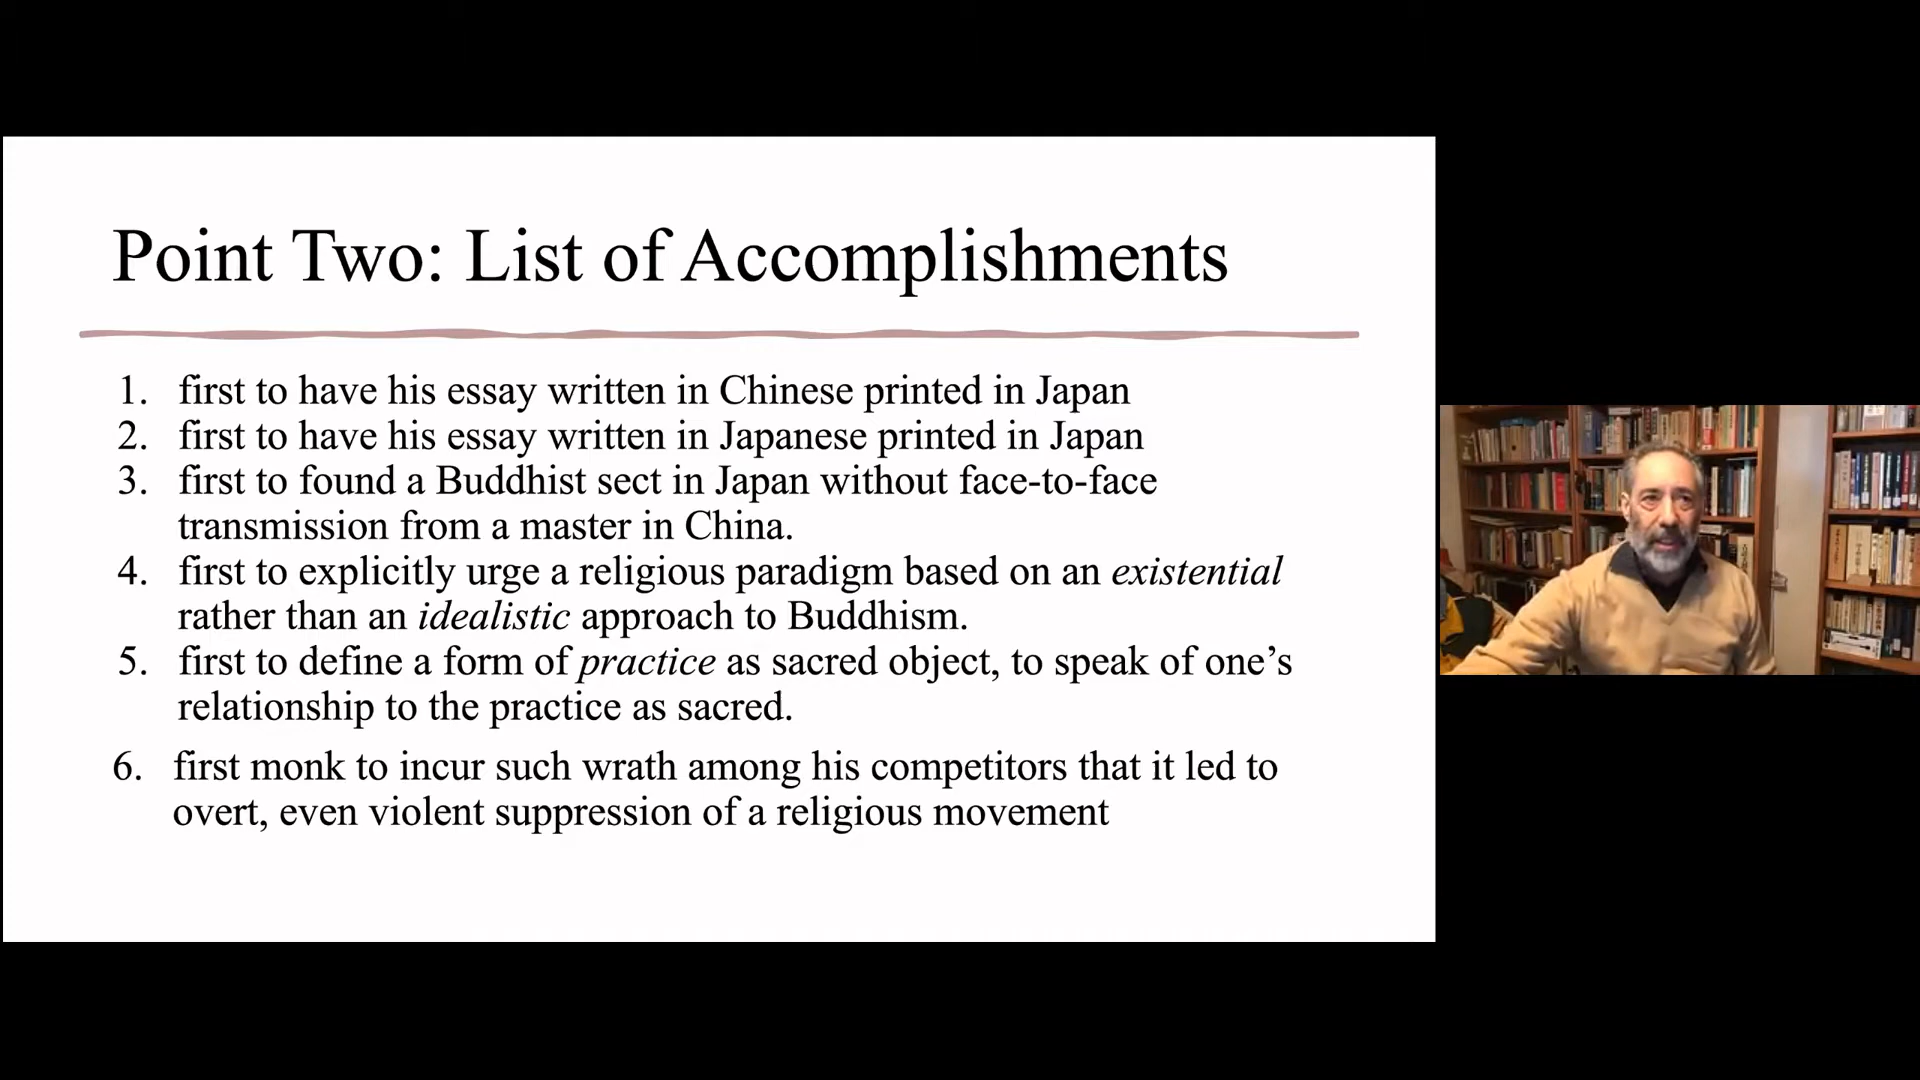 Point Two: List of Accomplishments
1. first to have his essay written in Chinese printed in Japan
2. first to have his essay written in Japanese printed in Japan
3. first to found a Buddhist sect in Japan without face-to-face
transmission from a master in China.
4. first to explicitly urge a religious paradigm based on an existential
rather than an idealistic approach to Buddhism.
5. first to define a form of practice as sacred object, to speak of one’s
relationship to the practice as sacred.
6. first monk to incur such wrath among his competitors that it led to
overt, even violent suppression of a religious movement